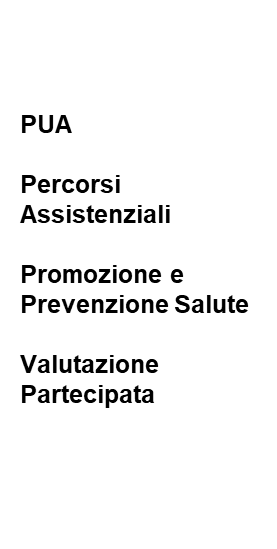 PUA
Percorsi
Assistenziali
Promozione e
Prevenzione Salute
Valutazione
Partecipata